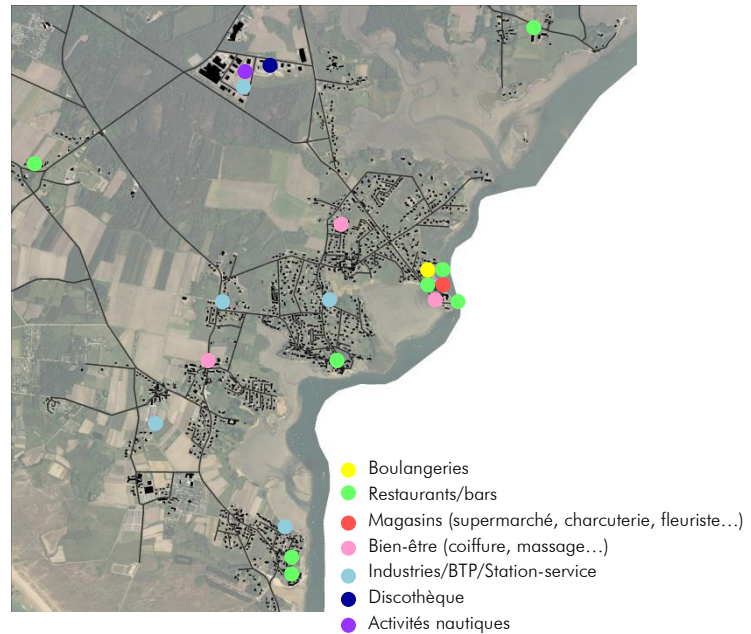 Boulangeries
Restaurants/bars
Magasins (supermarché, charcuterie, fleuriste...)
Bien-être (coiffure, massage...)
Industries/BTP/Station-service
Discothèque
Activités nautiques